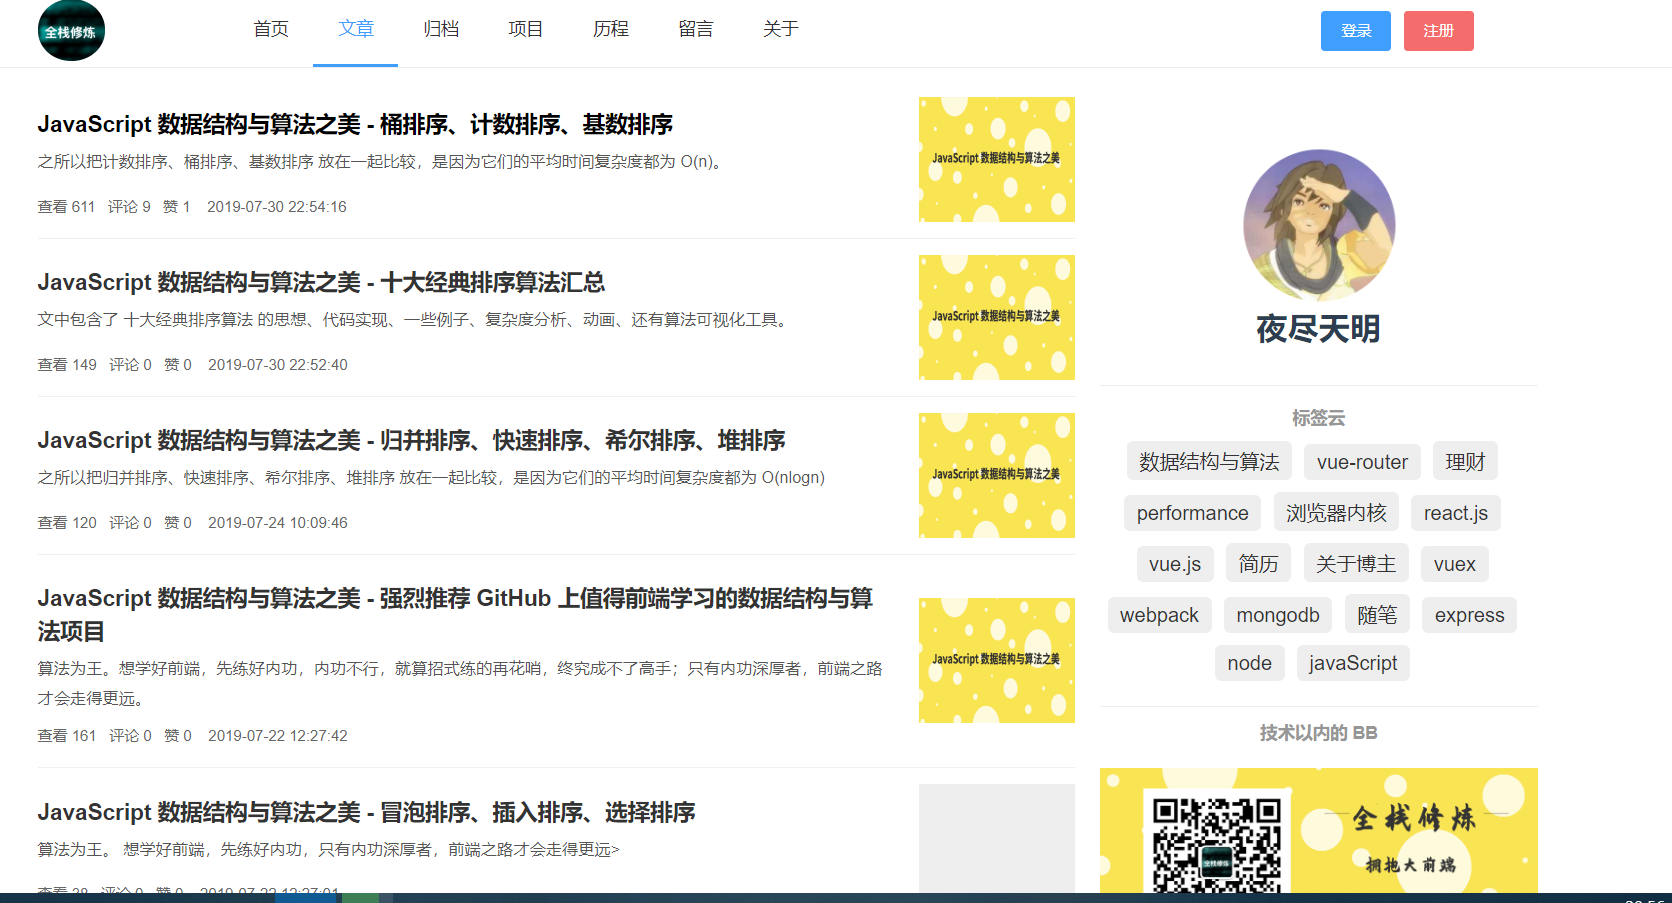 全栈修炼
首页 文章 归档 项目 历程 留言 关于 登录 注册
JavaScript 数据结构与算法之美 - 桶排序、计数排序、基数排序
之所以把计数排序、桶排序、基数排序 放在一起比较，是因为它们的平均时间复杂度都为 O(n)。
查看 611 评论 9 赞 1 2019-07-30 22:54:16
JavaScript 数据结构与算法之美
JavaScript 数据结构与算法之美 - 十大经典排序算法汇总
文中包含了 十大经典排序算法 的思想、代码实现、一些例子、复杂度分析、动画、还有算法可视化工具。
查看 149 评论 0 赞 0 2019-07-30 22:52:40
JavaScript 数据结构与算法之美
JavaScript 数据结构与算法之美 - 归并排序、快速排序、希尔排序、堆排序
之所以把归并排序、快速排序、希尔排序、堆排序 放在一起比较，是因为它们的平均时间复杂度都为 O(nlogn)
查看 120 评论 0 赞 0 2019-07-24 10:09:46
JavaScript 数据结构与算法之美
JavaScript 数据结构与算法之美 - 强烈推荐 GitHub 上值得前端学习的数据结构与算
法项目
算法为王。想学好前端，先练好内功，内功不行，就算招式练的再花哨，终究成不了高手；只有内功深厚者，前端之路
才会走得更远。
查看 161 评论 0 赞 0 2019-07-22 12:27:42
JavaScript 数据结构与算法之美
JavaScript 数据结构与算法之美 - 冒泡排序、插入排序、选择排序
算法为王。 想学好前端，先练好内功，只有内功深厚者，前端之路才会走得更远>
夜尽天明
标签云
数据结构与算法 vue-router 理财
performance 浏览器内核 react.js
vue.js 简历 关于博主 vuex
webpack mongodb 随笔 express
node javaScript
技术以内的 BB
全栈修炼
拥抱大前端
全栈修炼